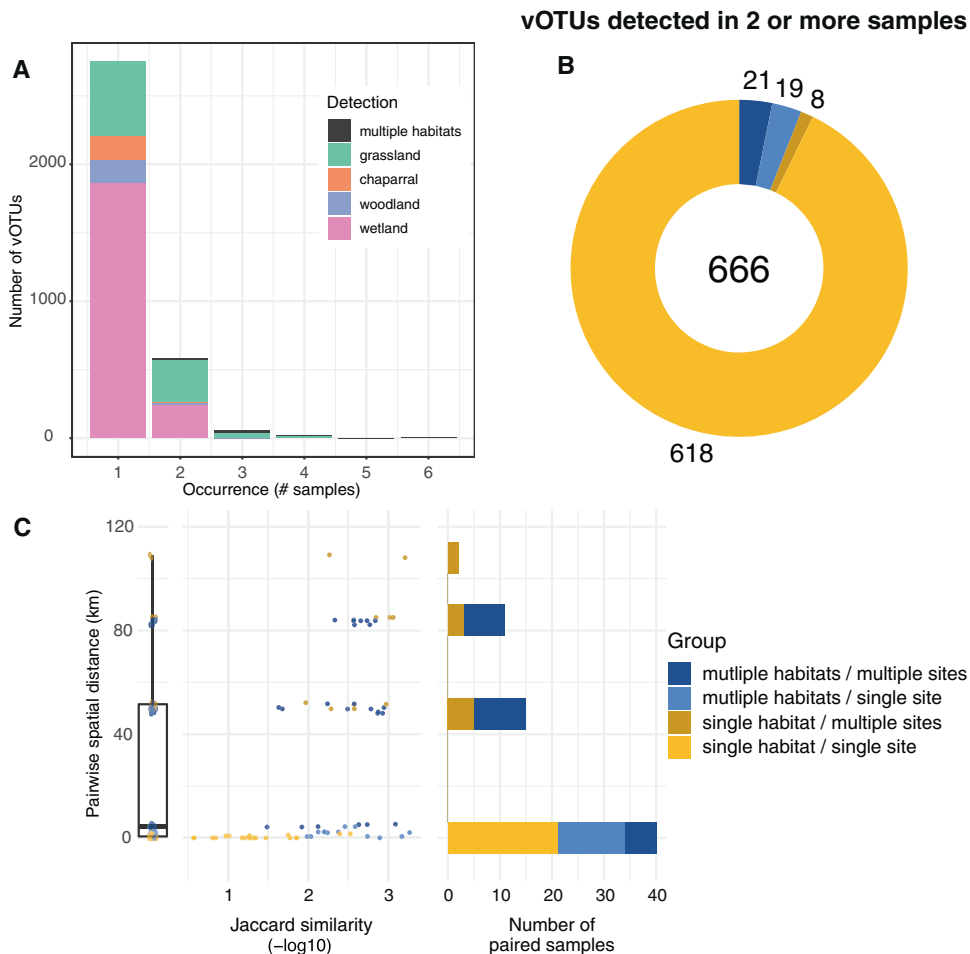 vOTUs detected in 2 or more samples
A
Number of vOTUs
2000
1000
0
1 2 3 4 5 6
Occurrence (# samples)
Detection
multiple habitats
grassland
chaparral
woodland
wetland
B
21 19 8
666
618
C
Pairwise spatial distance (km)
120
80
40
0
1 2 3
Jaccard similarity
(−log10)
0 10 20 30 40
Number of
paired samples
Group
mutliple habitats / multiple sites
mutliple habitats / single site
single habitat / multiple sites
single habitat / single site